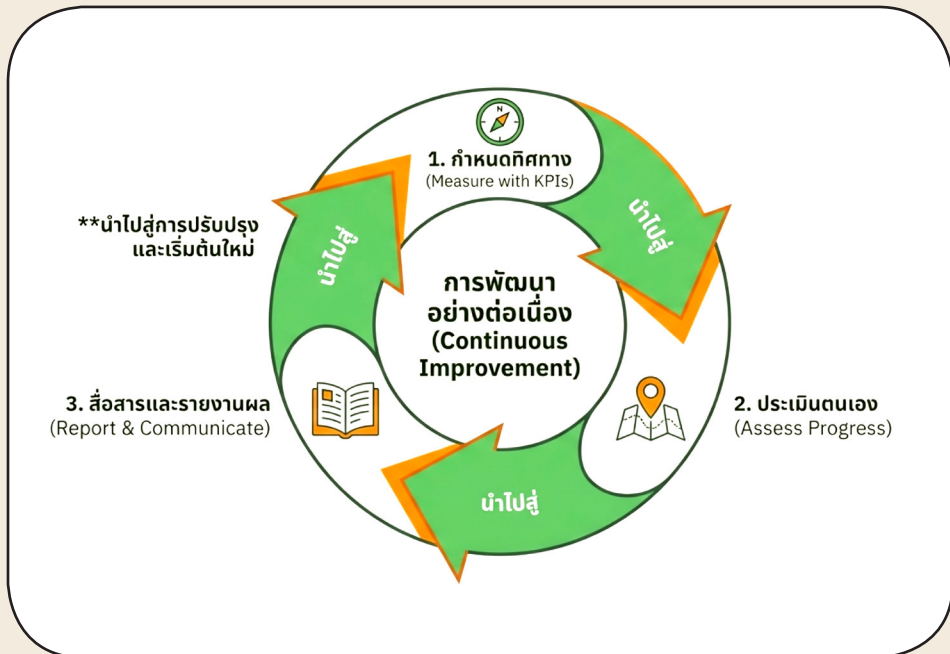 N
1. กำหนดทิศทาง
(Measure with KPIs)
นำไปสู่
**นำไปสู่การปรับปรุง
และเริ่มต้นใหม่
นำไปสู่
การพัฒนา
อย่างต่อเนื่อง
(Continuous
Improvement)
3. สื่อสารและรายงานผล
(Report & Communicate)
2. ประเมินตนเอง
(Assess Progress)
นำไปสู่